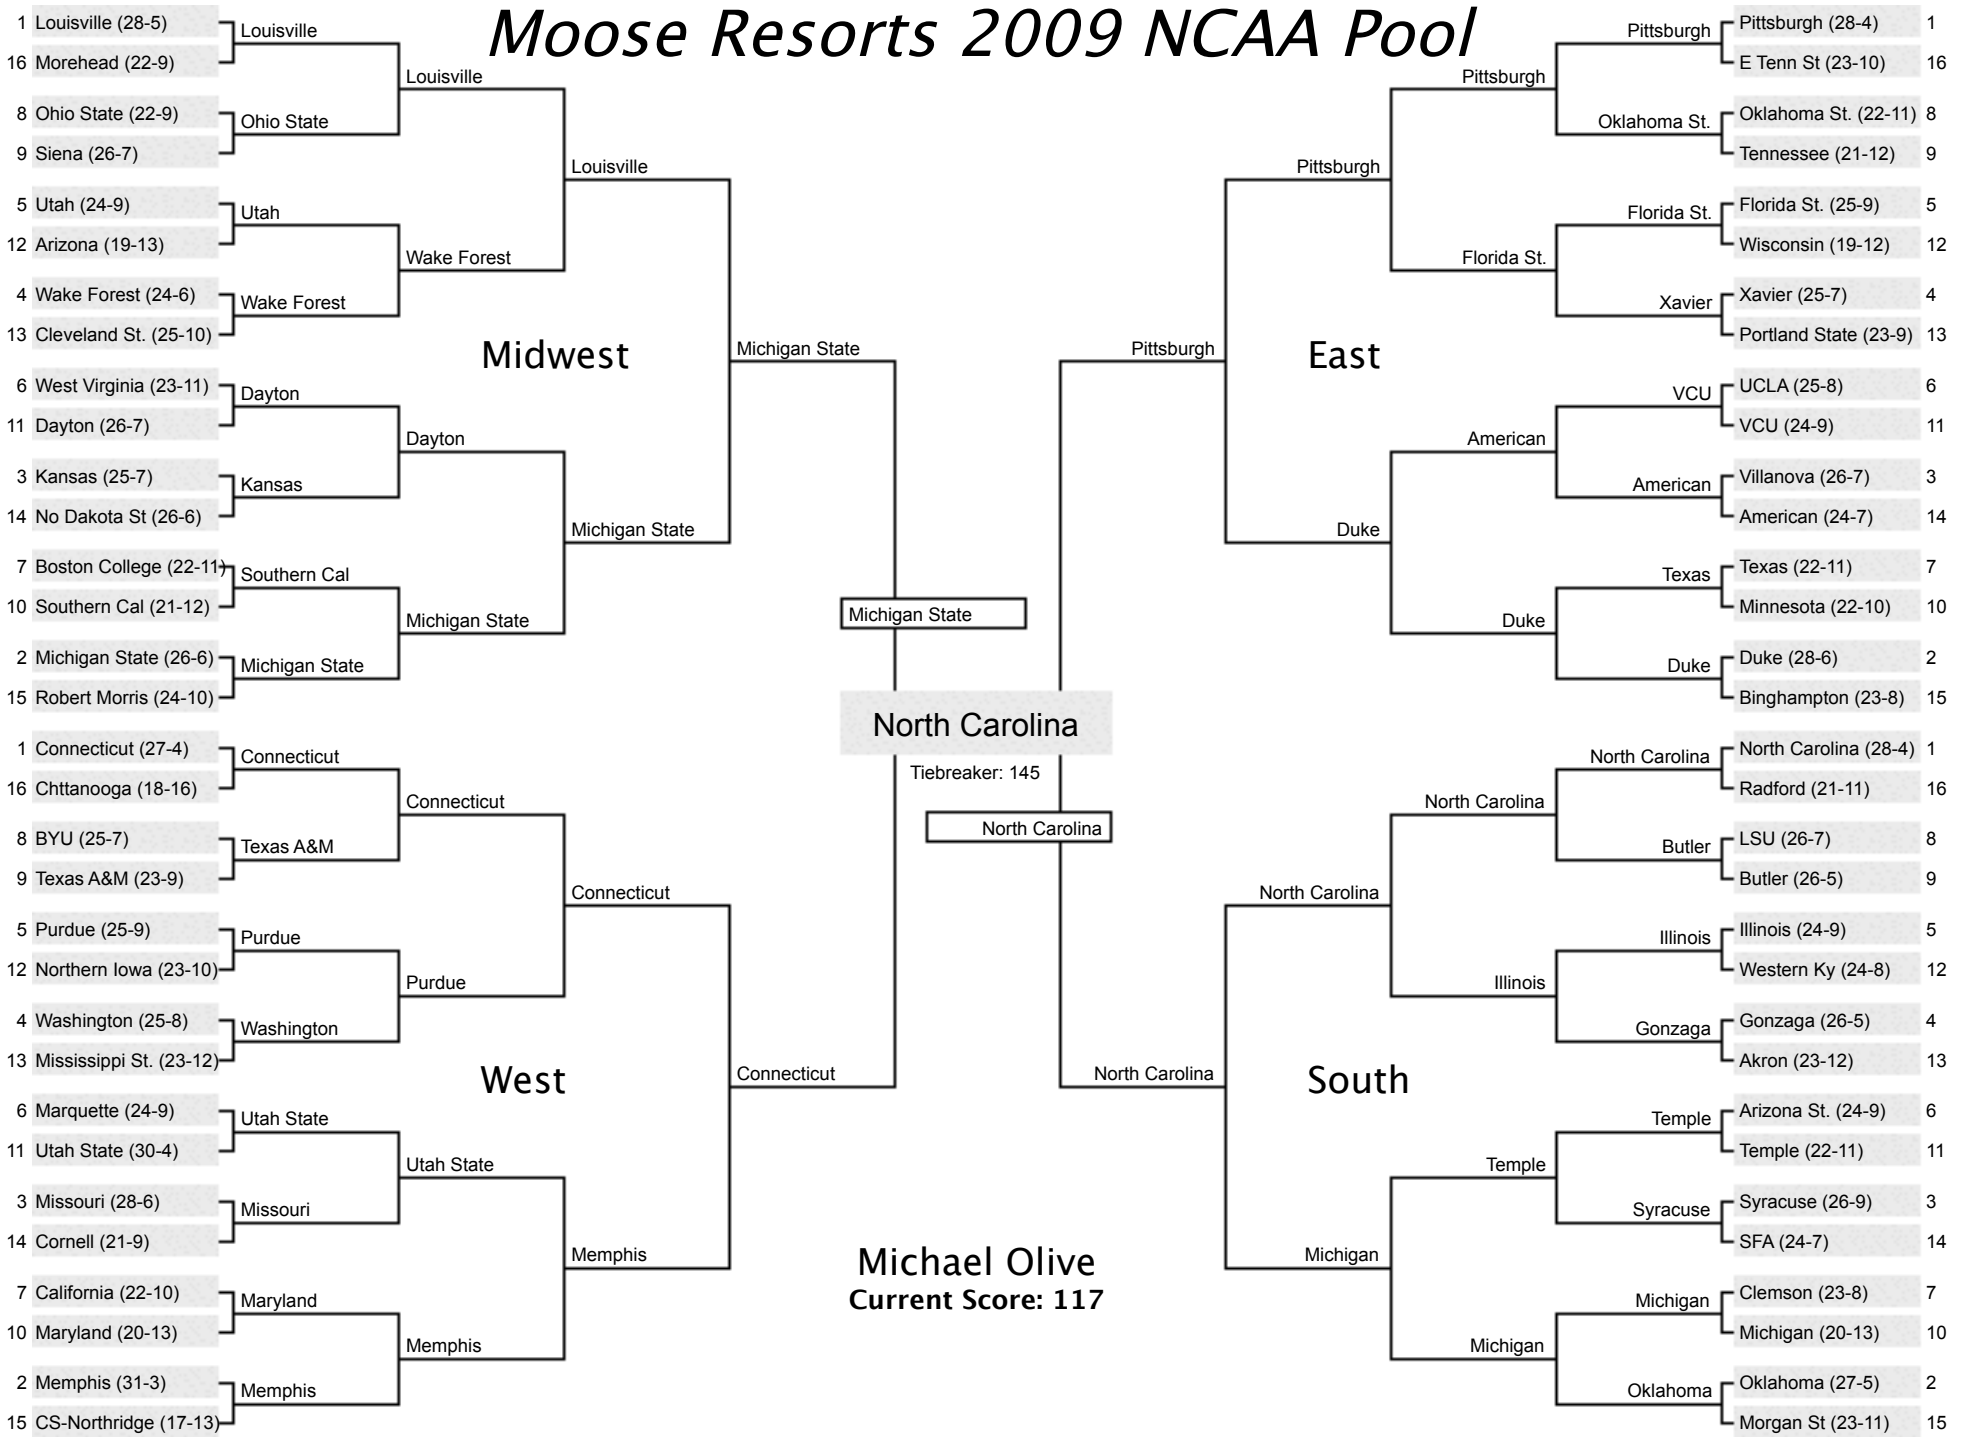 Moose Resorts 2009 NCAA Pool
1 Louisville (28-5)
16 Morehead (22-9)
8 Ohio State (22-9)
9 Siena (26-7)
5 Utah (24-9)
12 Arizona (19-13)
4 Wake Forest (24-6)
13 Cleveland St. (25-10)
6 West Virginia (23-11)
11 Dayton (26-7)
3 Kansas (25-7)
14 No Dakota St (26-6)
7 Boston College (22-11)
10 Southern Cal (21-12)
2 Michigan State (26-6)
15 Robert Morris (24-10)
Louisville
Ohio State
Utah
Wake Forest
Dayton
Kansas
Southern Cal
Michigan State
Louisville
Wake Forest
Dayton
Michigan State
Louisville
Michigan State
Michigan State
Midwest
1 Connecticut (27-4)
16 Chttanooga (18-16)
8 BYU (25-7)
9 Texas A&M (23-9)
5 Purdue (25-9)
12 Northern Iowa (23-10)
4 Washington (25-8)
13 Mississippi St. (23-12)
6 Marquette (24-9)
11 Utah State (30-4)
3 Missouri (28-6)
14 Cornell (21-9)
7 California (22-10)
10 Maryland (20-13)
2 Memphis (31-3)
15 CS-Northridge (17-13)
Connecticut
Texas A&M
Purdue
Washington
Utah State
Missouri
Maryland
Memphis
Connecticut
Purdue
Utah State
Memphis
Connecticut
Memphis
Connecticut
West
Michigan State
North Carolina
Tiebreaker: 145
North Carolina
Michael Olive
Current Score: 117
Pittsburgh (28-4) 1
E Tenn St (23-10) 16
Oklahoma St. (22-11) 8
Tennessee (21-12) 9
Florida St. (25-9) 5
Wisconsin (19-12) 12
Xavier (25-7) 4
Portland State (23-9) 13
UCLA (25-8) 6
VCU (24-9) 11
Villanova (26-7) 3
American (24-7) 14
Texas (22-11) 7
Minnesota (22-10) 10
Duke (28-6) 2
Binghampton (23-8) 15
Pittsburgh
Oklahoma St.
Florida St.
Xavier
VCU
American
Texas
Duke
Pittsburgh
Florida St.
American
Duke
Pittsburgh
Duke
Pittsburgh
East
North Carolina (28-4) 1
Radford (21-11) 16
LSU (26-7) 8
Butler (26-5) 9
Illinois (24-9) 5
Western Ky (24-8) 12
Gonzaga (26-5) 4
Akron (23-12) 13
Arizona St. (24-9) 6
Temple (22-11) 11
Syracuse (26-9) 3
SFA (24-7) 14
Clemson (23-8) 7
Michigan (20-13) 10
Oklahoma (27-5) 2
Morgan St (23-11) 15
North Carolina
Butler
Illinois
Gonzaga
Temple
Syracuse
Michigan
Oklahoma
North Carolina
Illinois
Temple
Michigan
North Carolina
Michigan
North Carolina
South